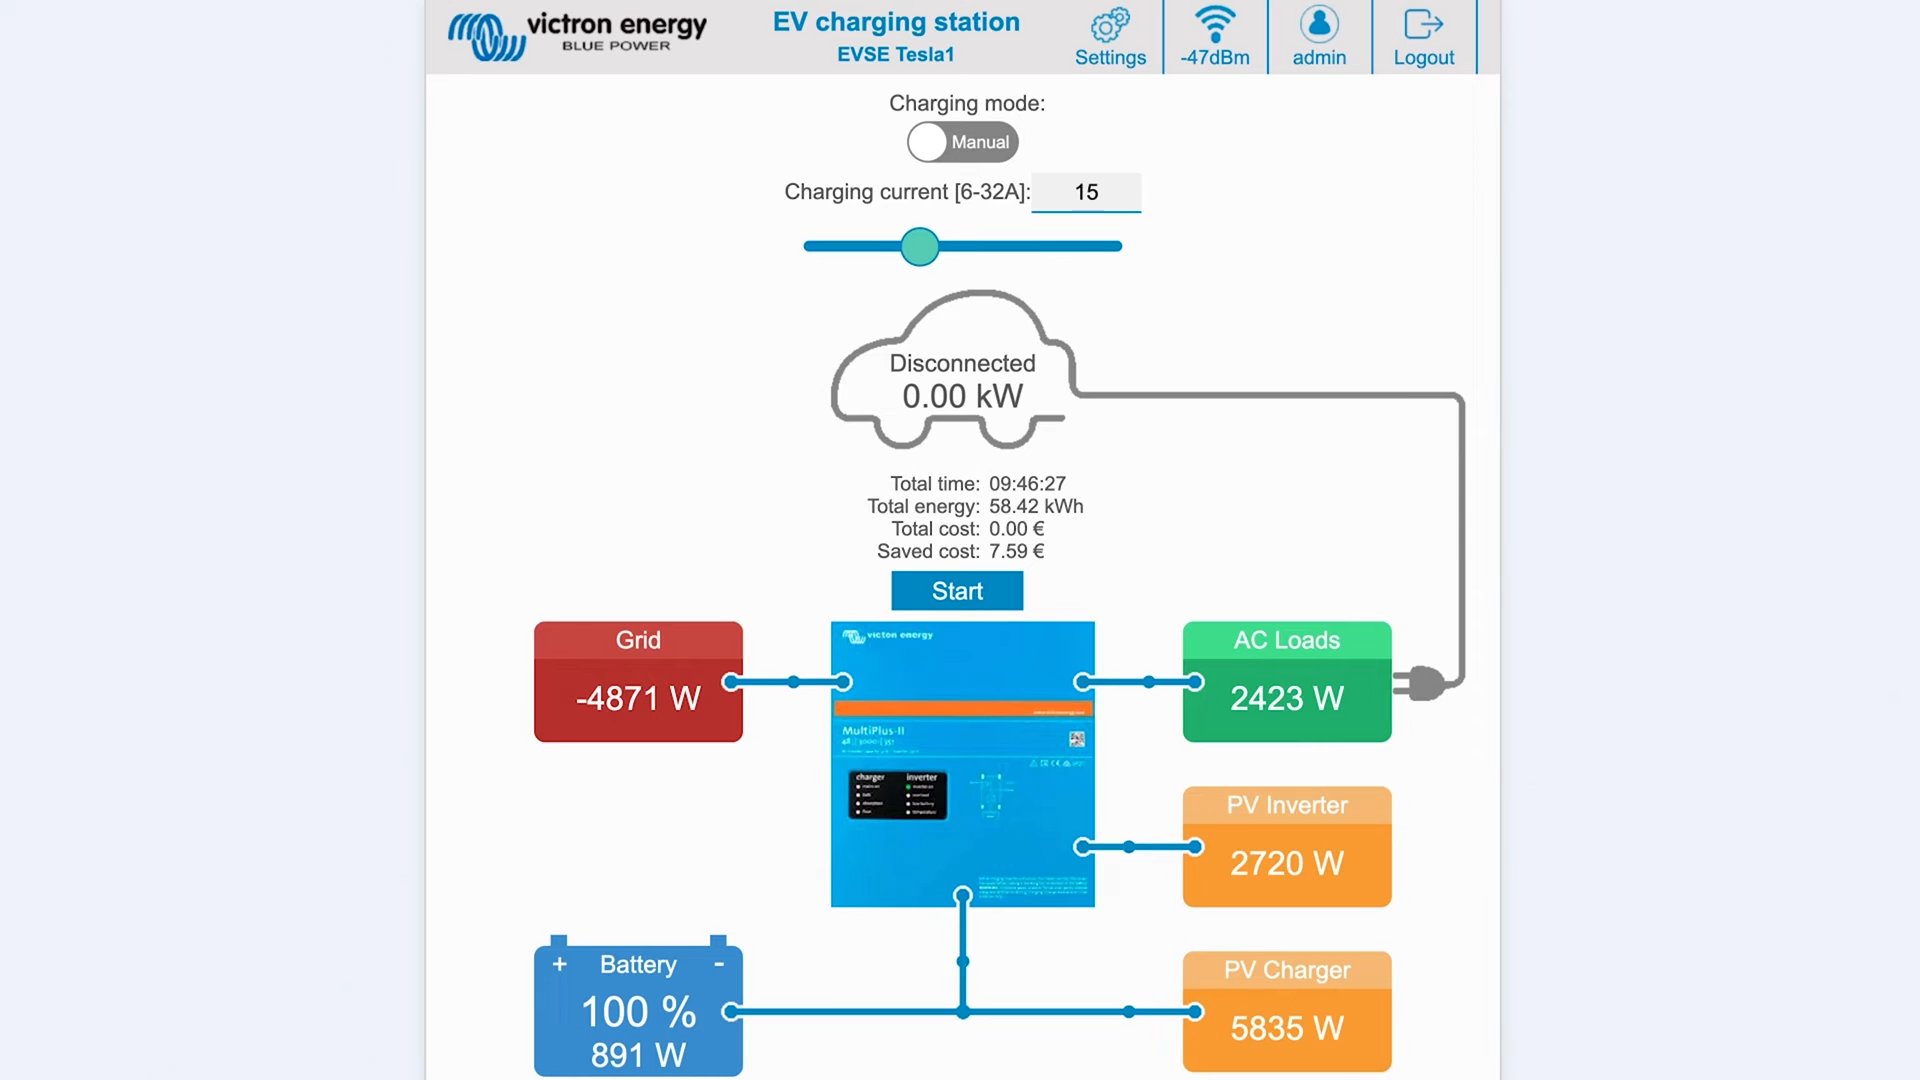 victron energy
BLUE POWER
EV charging station
EVSE Tesla1
Settings
-47dBm
admin
Logout
Charging mode:
Manual
Charging current [6-32A]: 15
Disconnected
0.00 kW
Total time: 09:46:27
Total energy: 58.42 kWh
Total cost: 0.00 €
Saved cost: 7.59 €
Start
Grid
-4871 W
victon energy
AC Loads
2423 W
MultiPlus-II
charger inverter
PV Inverter
2720 W
+ Battery -
100 %
891 W
PV Charger
5835 W